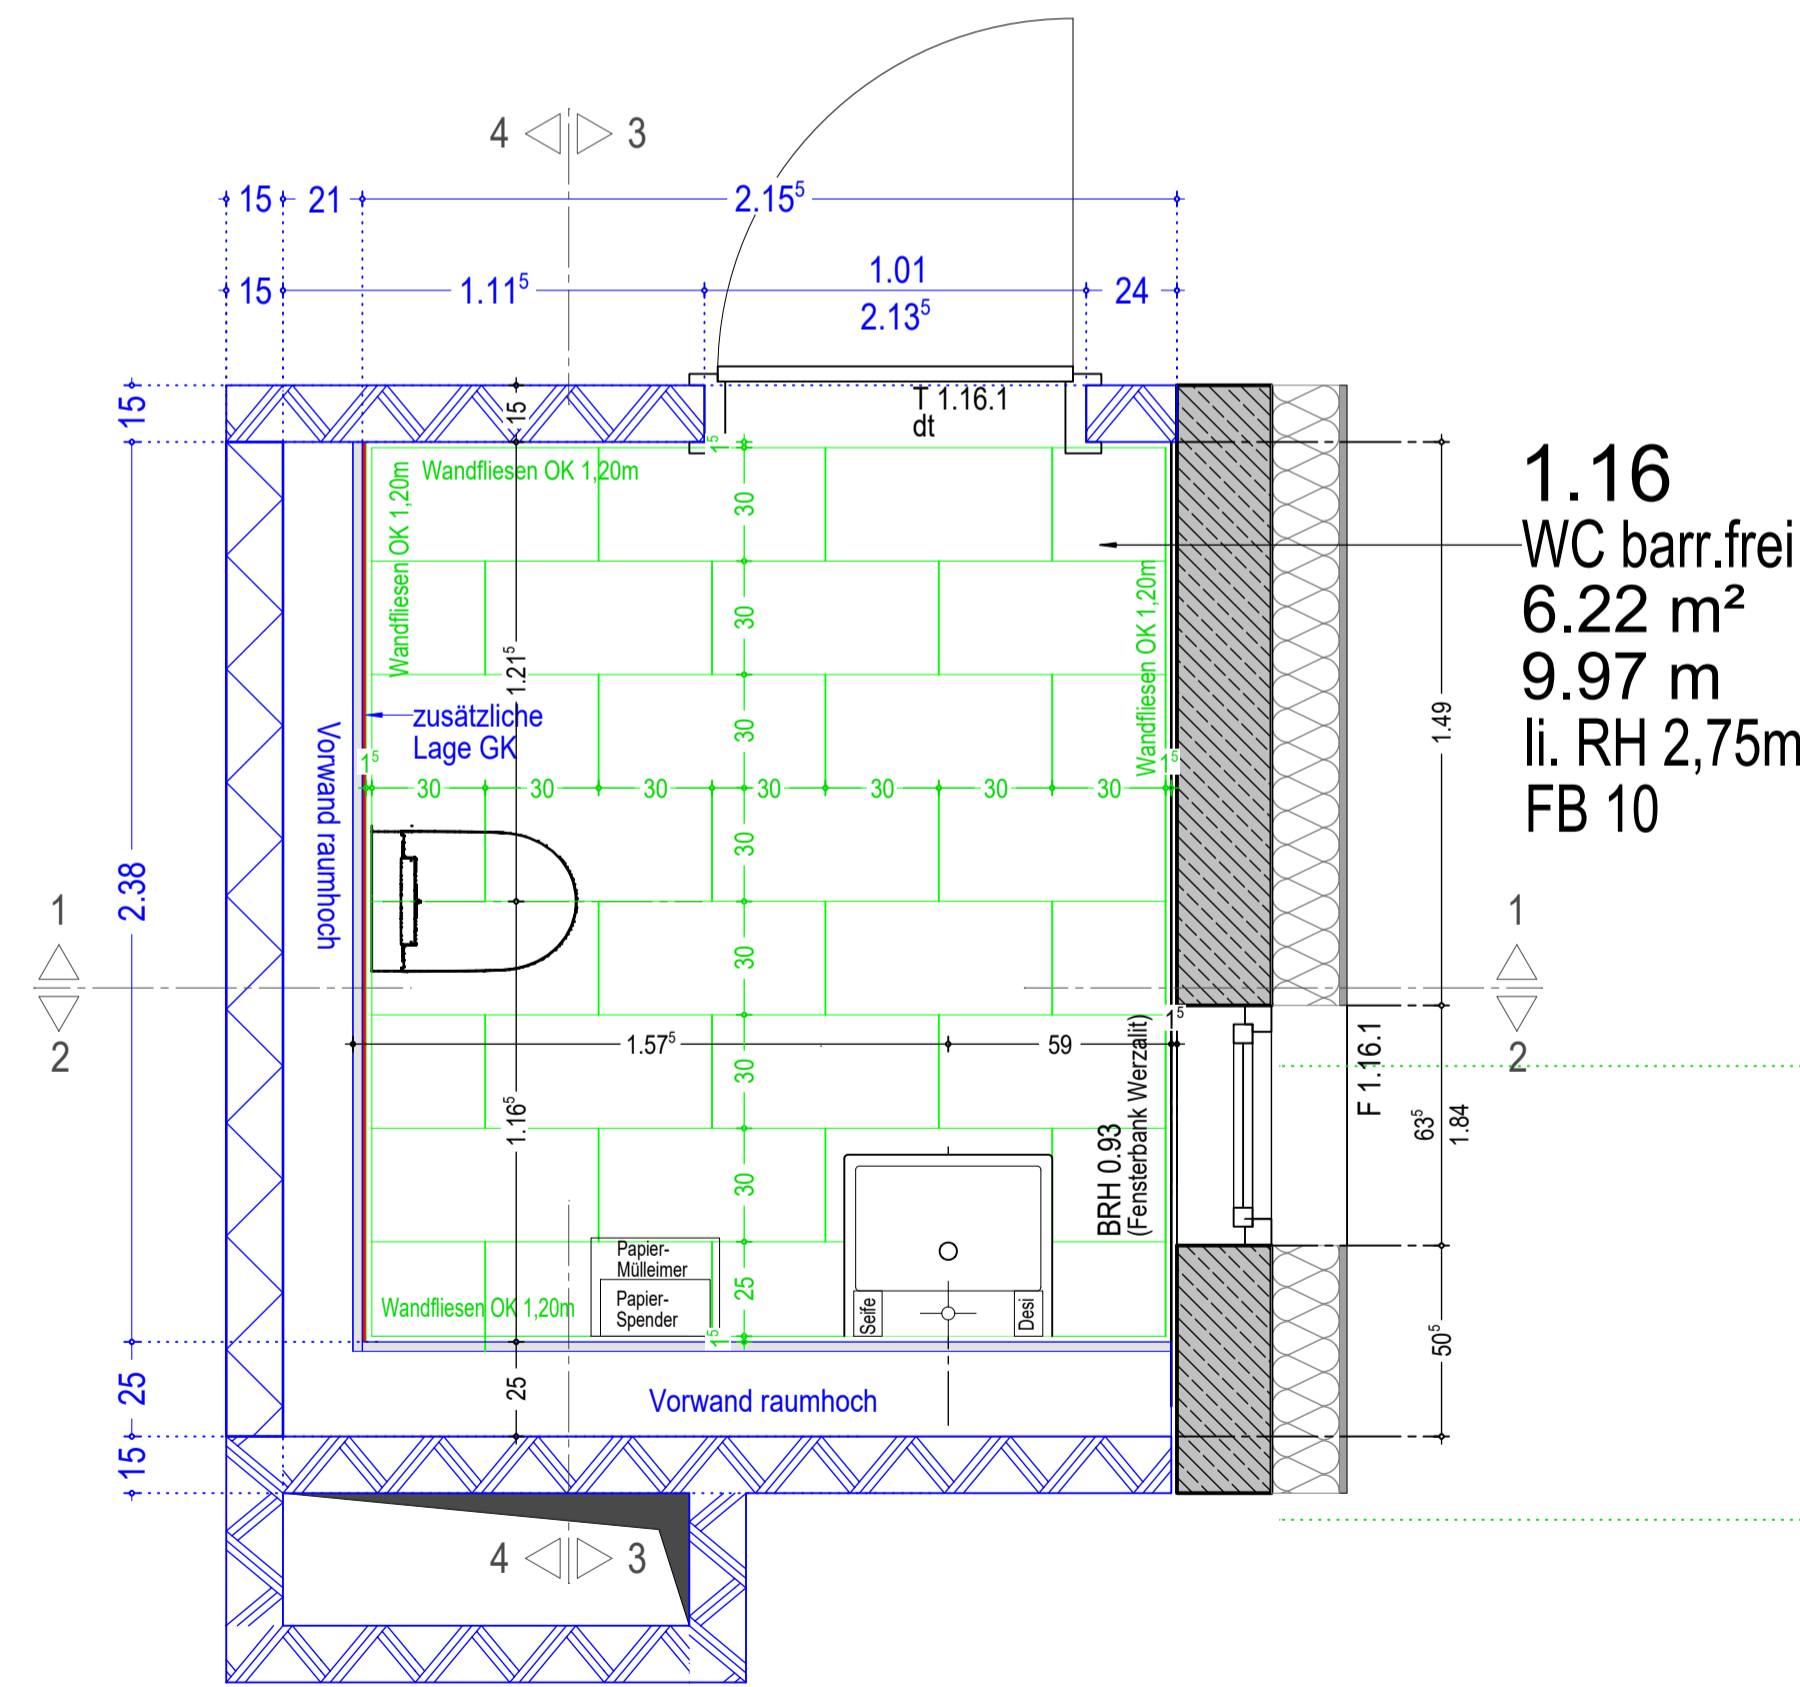 4 3
15 21 2.15⁵
15 1.11⁵ 1.01 24
2.13⁵
15
15
T 1.16.1
dt
1⁵
Wandfliesen OK 1,20m
Wandfliesen OK 1,20m
30
1.16
WC barr.frei
6.22 m²
9.97 m
li. RH 2,75m
FB 10
30
Wandfliesen OK 1,20m
1.21⁵
zusätzliche
Lage GK
Vorwand raumhoch
30
1.49
1⁵ 1⁵
30 30 30 30 30 30 30
30
2.38
1 1
30
2 2
1⁵
1.57⁵ 59
30
BRH 0.93
(Fensterbank Werzalit)
F 1.16.1
63⁵
1.84
1.16⁵
30
Papier-
Mülleimer
Papier-
Spender
25
Seife
Desi
Wandfliesen OK 1,20m
1⁵
50⁵
25
25
Vorwand raumhoch
15
4 3